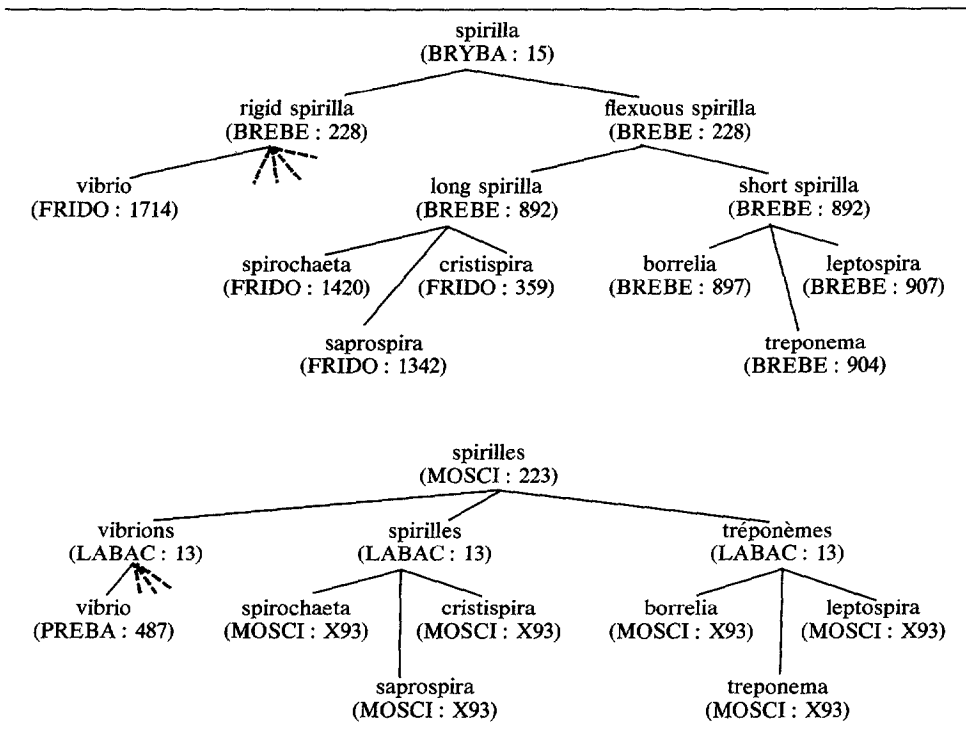 spirilla
(BRYBA : 15)
rigid spirilla flexuous spirilla
(BREBE : 228) (BREBE : 228)
vibrio long spirilla short spirilla
(FRIDO : 1714) (BREBE : 892) (BREBE : 892)
spirochaeta cristispira borrelia leptospira
(FRIDO : 1420) (FRIDO : 359) (BREBE : 897) (BREBE : 907)
saprospira treponema
(FRIDO : 1342) (BREBE : 904)
spirilles
(MOSCI : 223)
vibrions spirilles tréponèmes
(LABAC : 13) (LABAC : 13) (LABAC : 13)
vibrio spirochaeta cristispira borrelia leptospira
(PREBA : 487) (MOSCI : X93) (MOSCI : X93) (MOSCI : X93) (MOSCI : X93)
saprospira treponema
(MOSCI : X93) (MOSCI : X93)